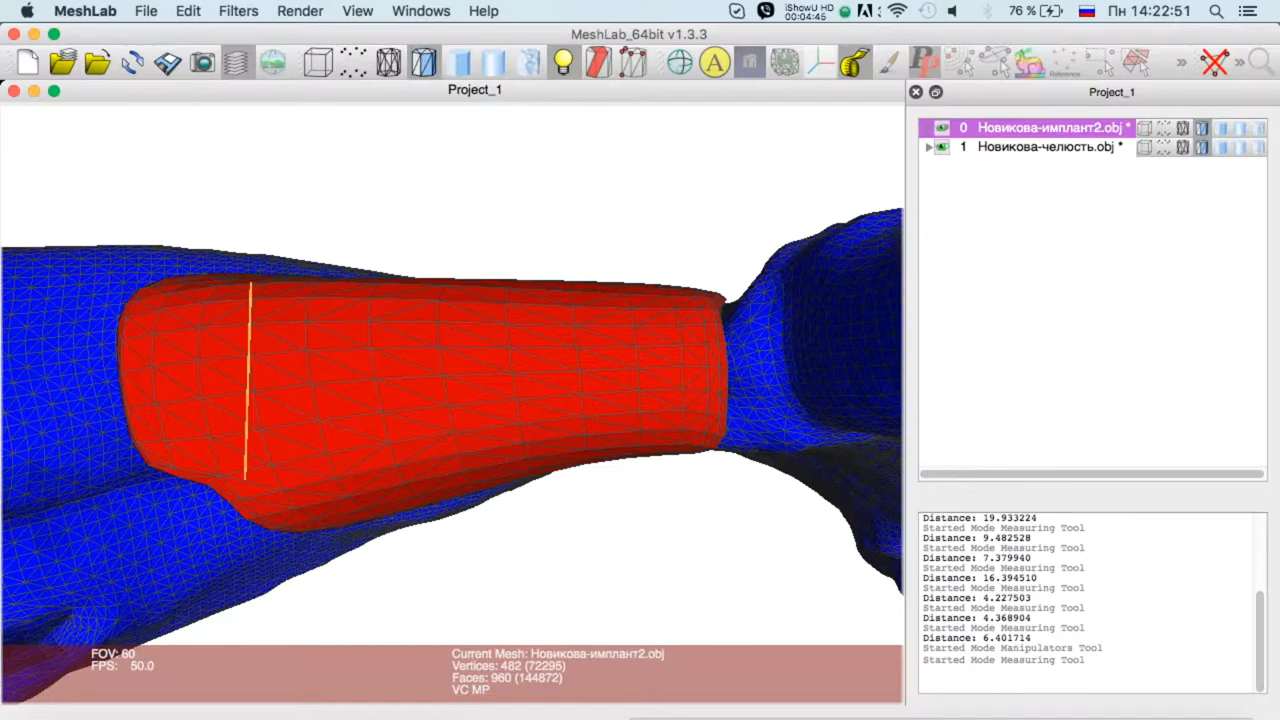 MeshLab File Edit Filters Render View Windows Help
iShowU HD
00:04:45
4
76 %
Пн 14:22:51
MeshLab_64bit v1.3.3
A
Project_1
Project_1
0 Новикова-имплант2.obj *
1 Новикова-челюсть.obj *
Distance: 19.933224
Started Mode Measuring Tool
Distance: 9.482528
Started Mode Measuring Tool
Distance: 7.379940
Started Mode Measuring Tool
Distance: 16.394510
Started Mode Measuring Tool
Distance: 4.227503
Started Mode Measuring Tool
Distance: 4.368904
Started Mode Measuring Tool
Distance: 6.401714
Started Mode Manipulators Tool
Started Mode Measuring Tool
FOV: 60
FPS: 50.0
Current Mesh: Новикова-имплант2.obj
Vertices: 482 (72295)
Faces: 960 (144872)
VC MP